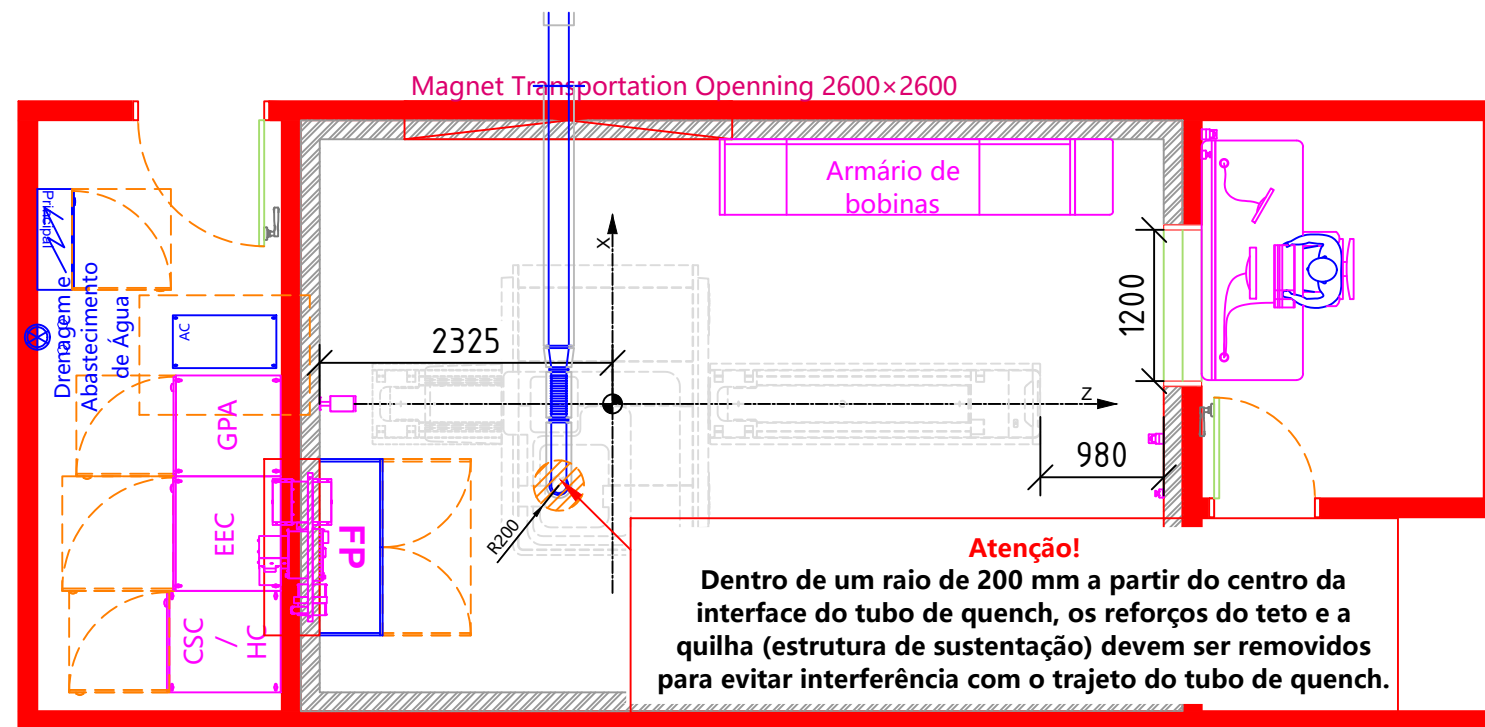 Magnet Transportation Openning 2600×2600
Armário de
bobinas
Principal
Drenagem e
Abastecimento
de Água
AC
X
2325
1200
Z
GPA
980
EEC
FP
R200
CSC
/
HC
Atenção!
Dentro de um raio de 200 mm a partir do centro da
interface do tubo de quench, os reforços do teto e a
quilha (estrutura de sustentação) devem ser removidos
para evitar interferência com o trajeto do tubo de quench.